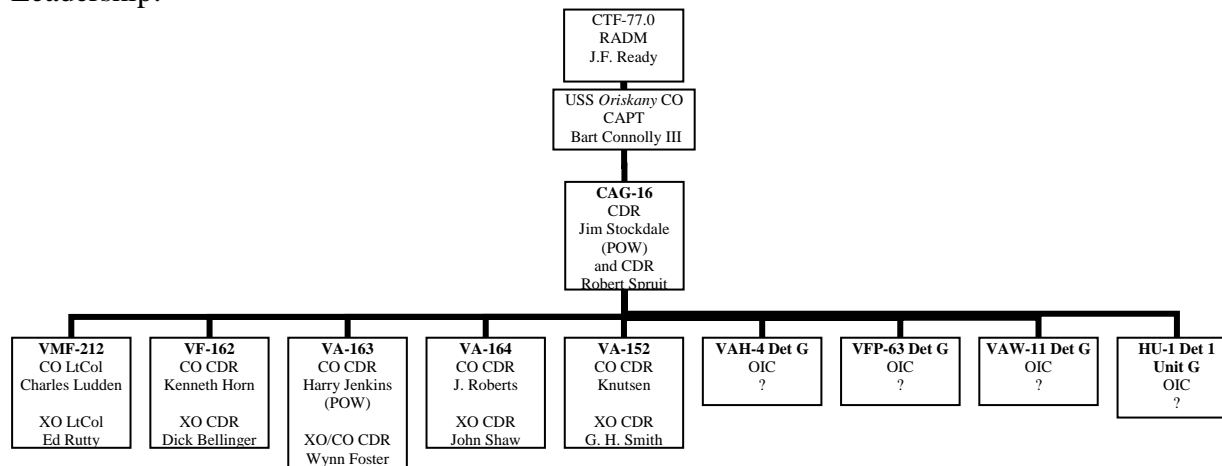 Leadership:
CTF-77.0
RADM
J.F. Ready
USS Oriskany CO
CAPT
Bart Connolly III
CAG-16
CDR
Jim Stockdale
(POW)
and CDR
Robert Spruit
VMF-212
CO LtCol
Charles Ludden
XO LtCol
Ed Rutty
VF-162
CO CDR
Kenneth Horn
XO CDR
Dick Bellinger
VA-163
CO CDR
Harry Jenkins
(POW)
XO/CO CDR
Wynn Foster
VA-164
CO CDR
J. Roberts
XO CDR
John Shaw
VA-152
CO CDR
Knutsen
XO CDR
G. H. Smith
VAH-4 Det G
OIC
?
VFP-63 Det G
OIC
?
VAW-11 Det G
OIC
?
HU-1 Det 1
Unit G
OIC
?